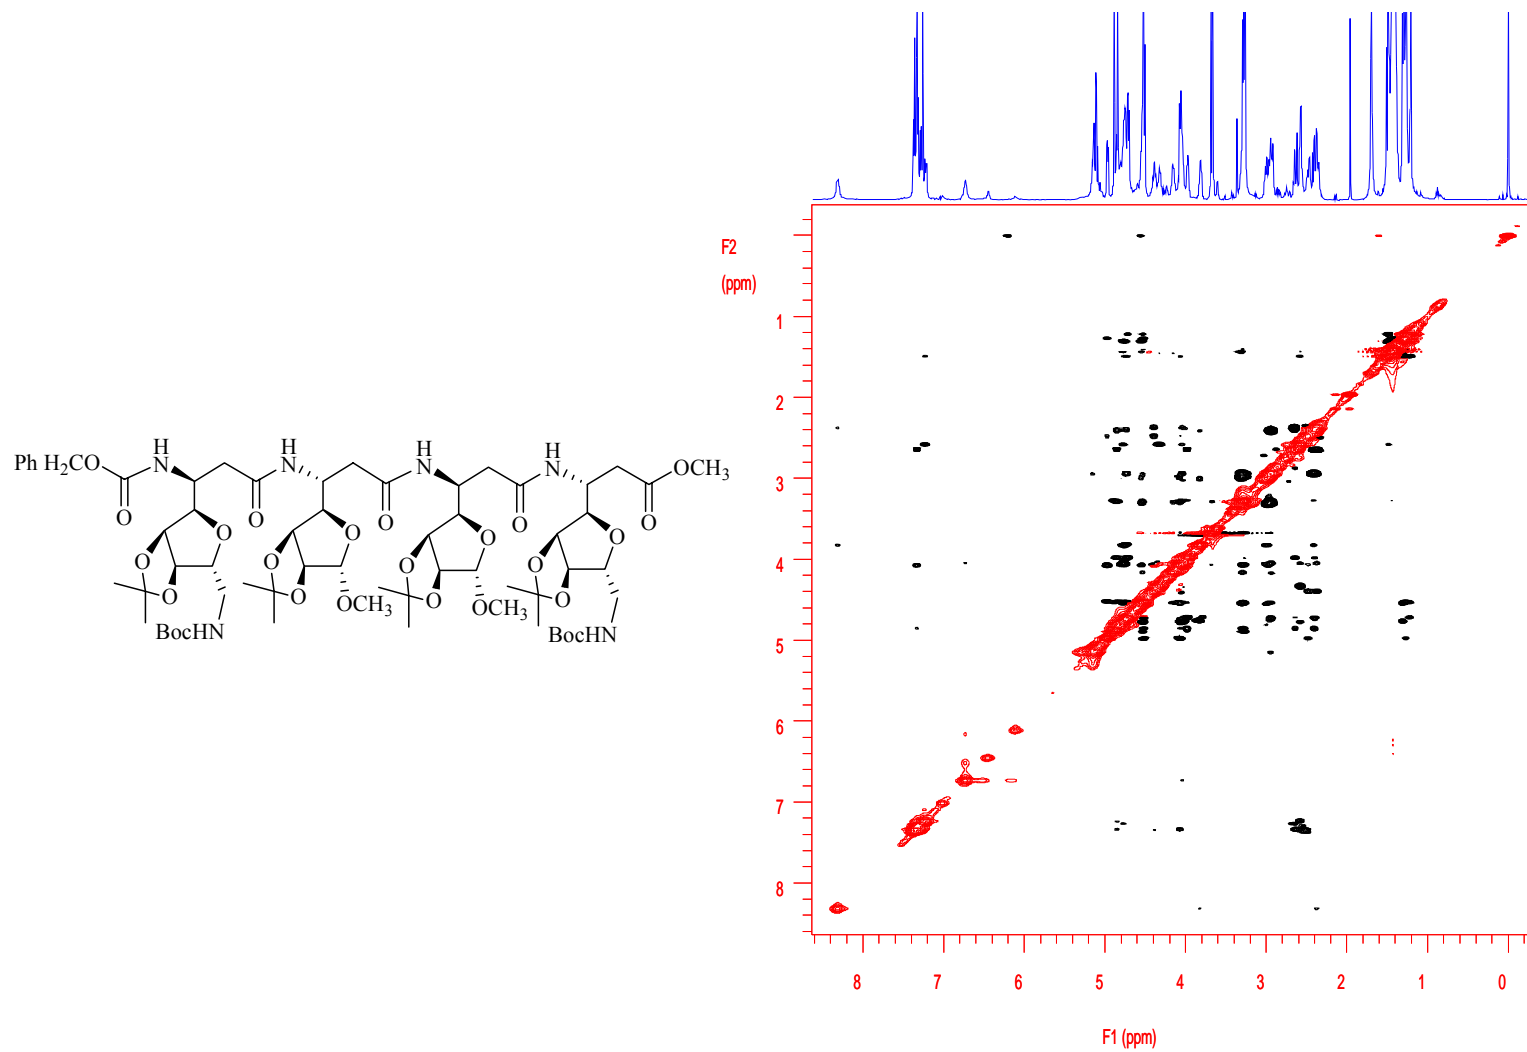 F2
(ppm)
1
2
3
4
5
6
7
8
8 7 6 5 4 3 2 1 0
F1 (ppm)
H H H H
Ph H2CO N N N N OCH3
O O O O O
O O O O
O O O O
O OCH3 O OCH3 O O
BocHN BocHN